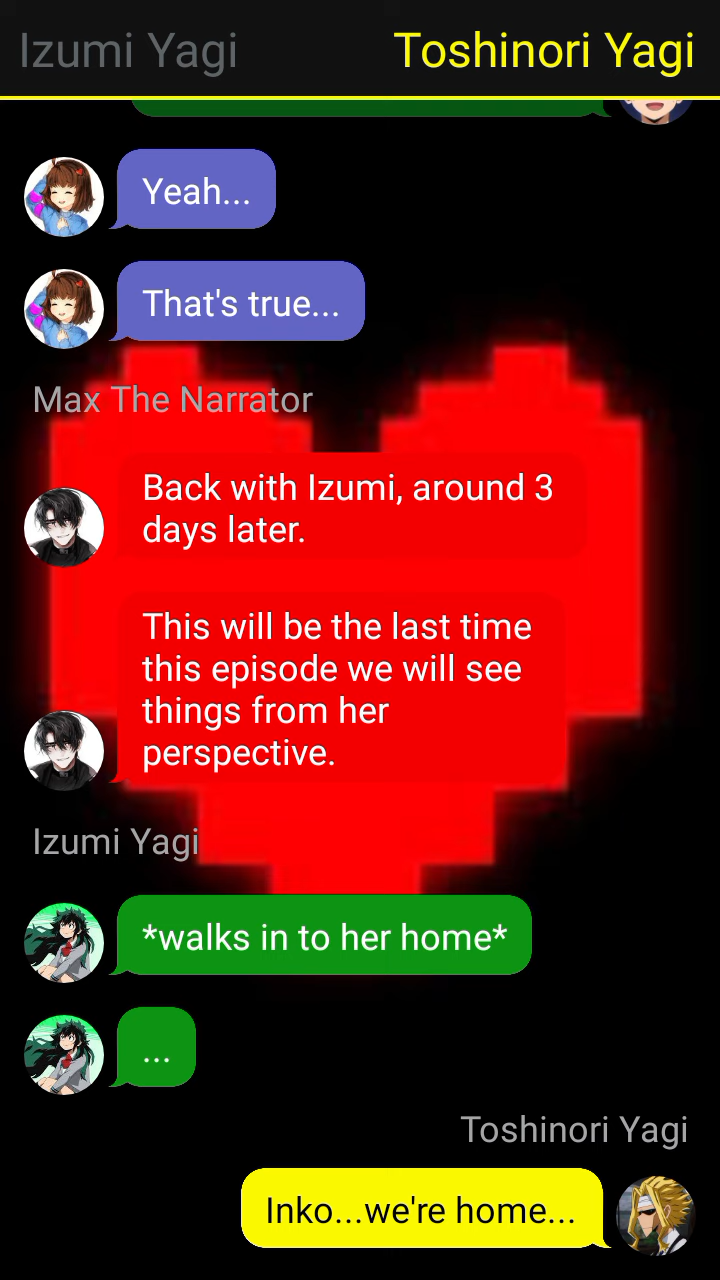 Izumi Yagi
Toshinori Yagi
Yeah...
That's true...
Max The Narrator
Back with Izumi, around 3
days later.
This will be the last time
this episode we will see
things from her
perspective.
Izumi Yagi
*walks in to her home*
...
Toshinori Yagi
Inko...we're home...